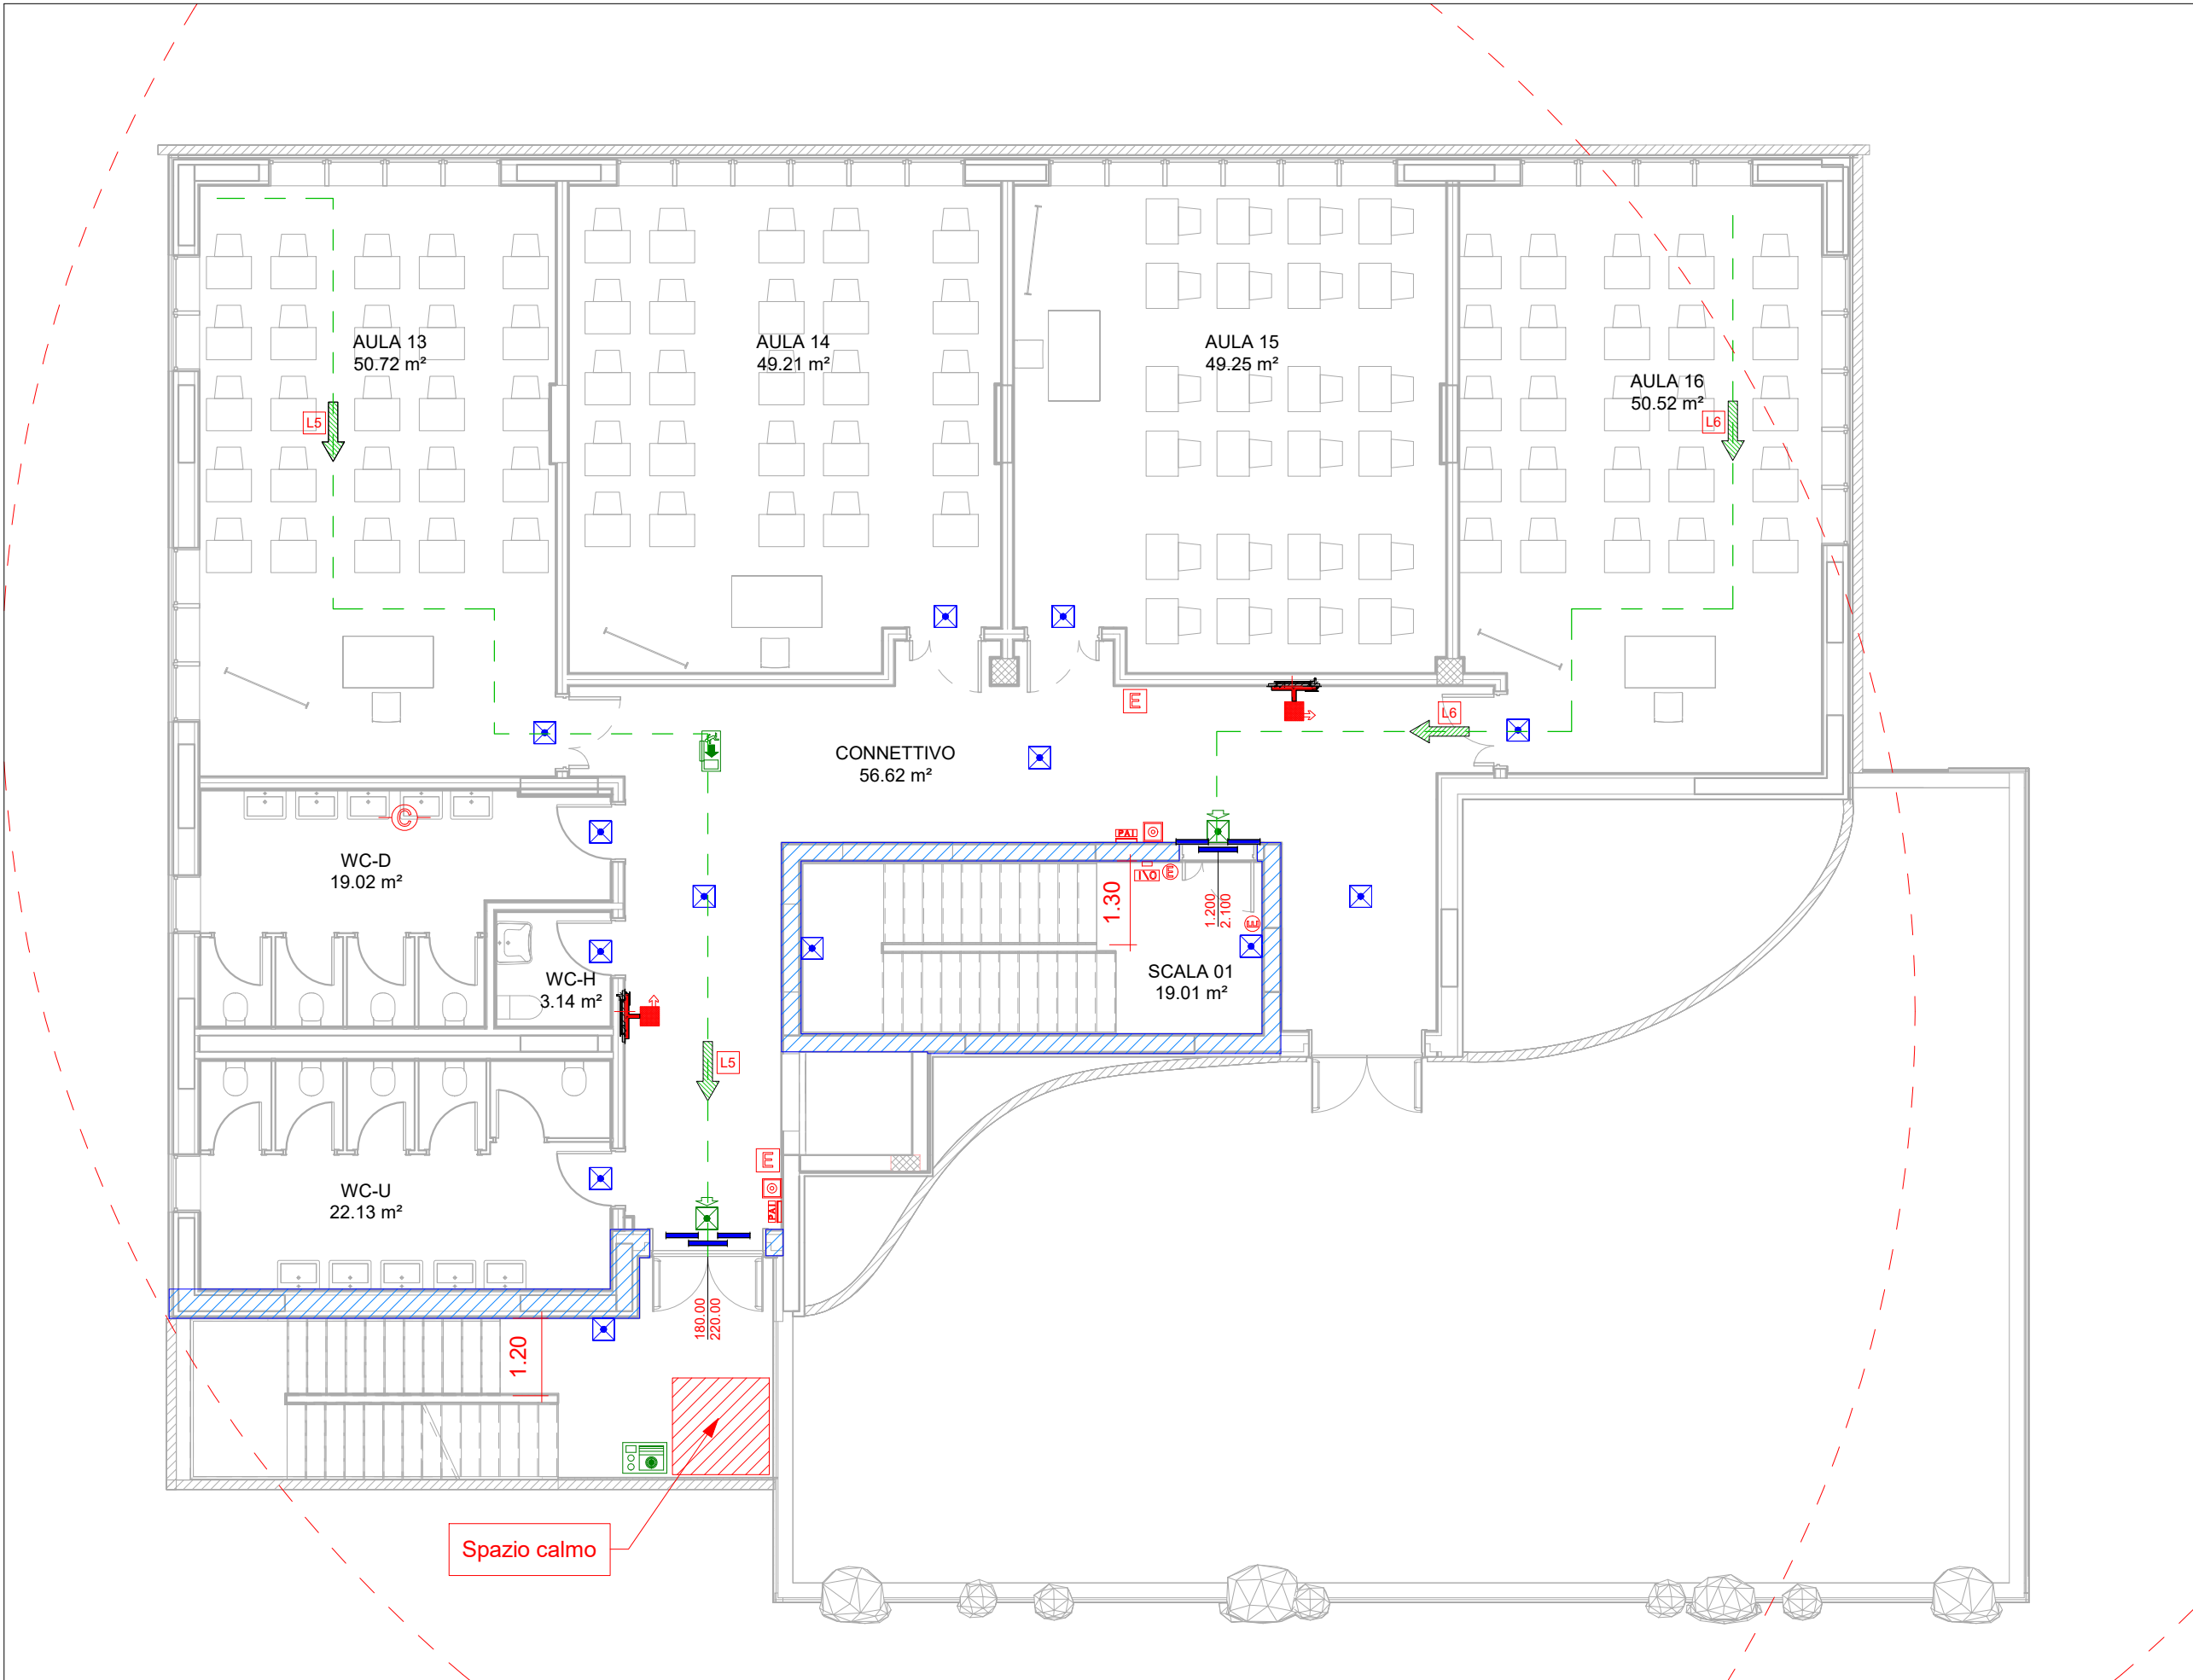 AULA 13
50.72 m²
AULA 14
49.21 m²
AULA 15
49.25 m²
AULA 16
50.52 m²
L5
L6
E
L6
CONNETTIVO
56.62 m²
C
PAI
WC-D
19.02 m²
I/O
E
1.30
1.200
2.100
E
WC-H
3.14 m²
SCALA 01
19.01 m²
L5
E
WC-U
22.13 m²
PAI
180.00
220.00
1.20
Spazio calmo